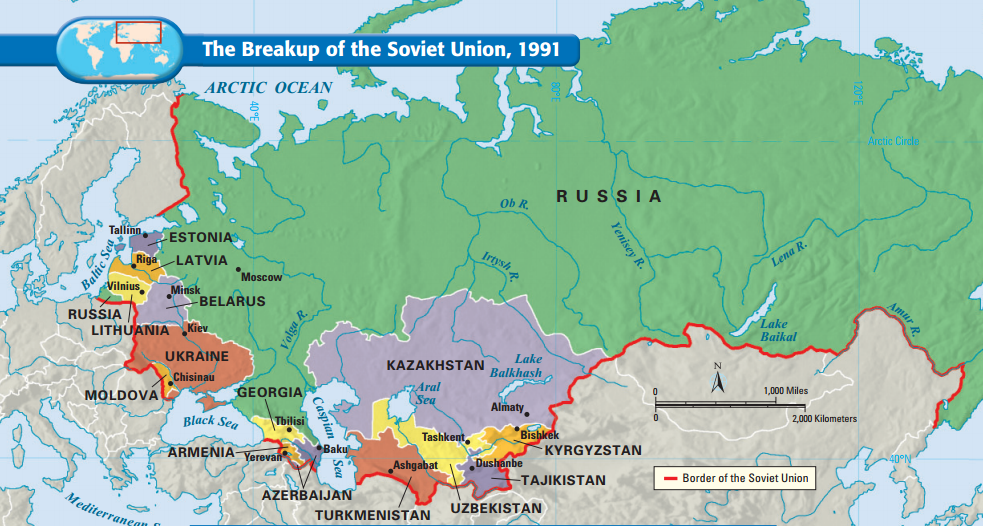 The Breakup of the Soviet Union, 1991
ARCTIC OCEAN
40°E
80°E
120°E
Arctic Circle
RUSSIA
Ob R.
Irtysh R.
Yenisey R.
Lena R.
Amur R.
Lake
Baikal
Tallinn
ESTONIA
Baltic Sea
Riga
LATVIA
Moscow
Vilnius
Minsk
BELARUS
RUSSIA
LITHUANIA
Kiev
Volga R.
UKRAINE
Chisinau
MOLDOVA
KAZAKHSTAN
Lake
Balkhash
Aral
Sea
Almaty
GEORGIA
Black Sea
Tbilisi
Caspian
Sea
ARMENIA
Yerevan
Baku
AZERBAIJAN
Tashkent
Bishkek
KYRGYZSTAN
Ashgabat
Dushanbe
TAJIKISTAN
TURKMENISTAN
UZBEKISTAN
Mediterranean S
N
0
1,000 Miles
0
2,000 Kilometers
40°N
Border of the Soviet Union